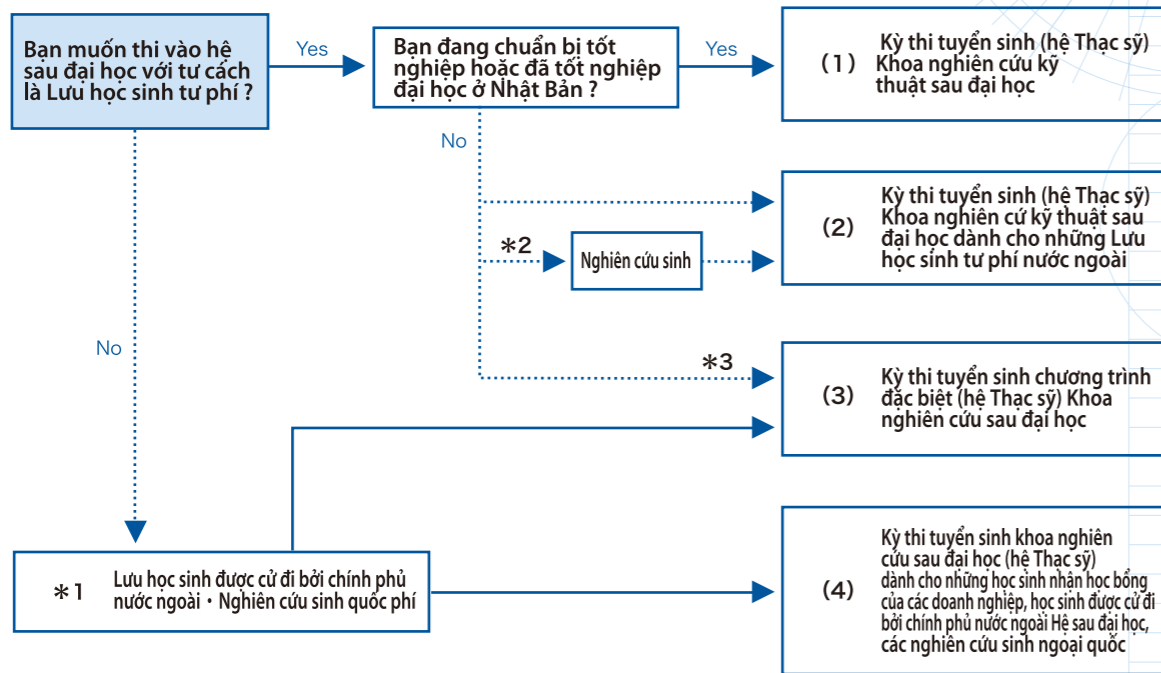 Bạn muốn thi vào hệ
sau đại học với tư cách
là Lưu học sinh tư phí ?
Yes
Bạn đang chuẩn bị tốt
nghiệp hoặc đã tốt nghiệp
đại học ở Nhật Bản ?
Yes
(1)
Kỳ thi tuyển sinh (hệ Thạc sỹ)
Khoa nghiên cứu kỹ
thuật sau đại học
No
(2)
Kỳ thi tuyển sinh (hệ Thạc sỹ)
Khoa nghiên cứ kỹ thuật sau
đại học dành cho những Lưu
học sinh tư phí nước ngoài
*2
Nghiên cứu sinh
No
*3
(3)
Kỳ thi tuyển sinh chương trình
đặc biệt (hệ Thạc sỹ) Khoa
nghiên cứu sau đại học
*1
Lưu học sinh được cử đi bởi chính phủ
nước ngoài・Nghiên cứu sinh quốc phí
(4)
Kỳ thi tuyển sinh khoa nghiên
cứu sau đại học (hệ Thạc sỹ)
dành cho những học sinh nhận học bổng
của các doanh nghiệp, học sinh được cử đi
bởi chính phủ nước ngoài Hệ sau đại học,
các nghiên cứu sinh ngoại quốc